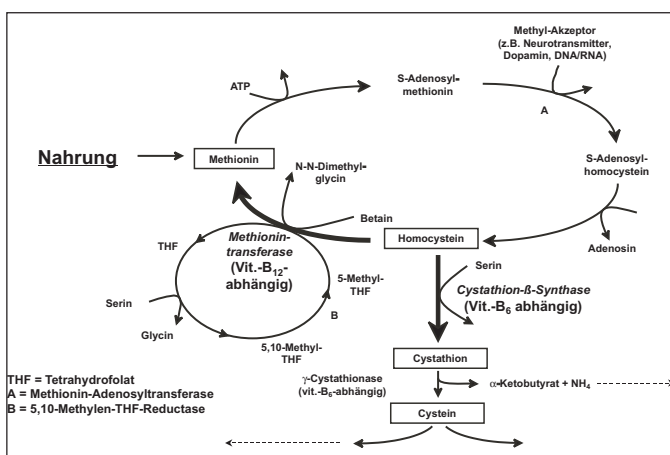 Methyl-Akzeptor
(z.B. Neurotransmitter,
Dopamin, DNA/RNA)
ATP
S-Adenosyl-
methionin
A
Nahrung
Methionin
N-N-Dimethyl-
glycin
S-Adenosyl-
homocystein
Betain
Homocystein
Adenosin
THF
Methionin-
transferase
(Vit.-B12-
abhängig)
5-Methyl-
THF
B
Serin
Glycin
5,10-Methyl-
THF
Serin
Cystathion-ß-Synthase
(Vit.-B6 abhängig)
Cystathion
γ-Cystathionase
(vit.-B6-abhängig)
α-Ketobutyrat + NH4
Cystein
THF = Tetrahydrofolat
A = Methionin-Adenosyltransferase
B = 5,10-Methylen-THF-Reductase